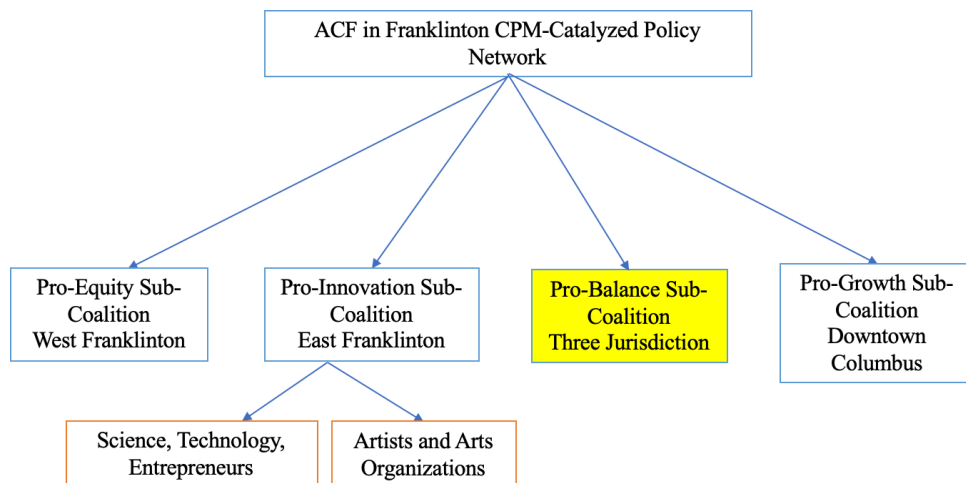 ACF in Franklinton CPM-Catalyzed Policy
Network
Pro-Equity Sub-
Coalition
West Franklinton
Pro-Innovation Sub-
Coalition
East Franklinton
Pro-Balance Sub-
Coalition
Three Jurisdiction
Pro-Growth Sub-
Coalition
Downtown
Columbus
Science, Technology,
Entrepreneurs
Artists and Arts
Organizations